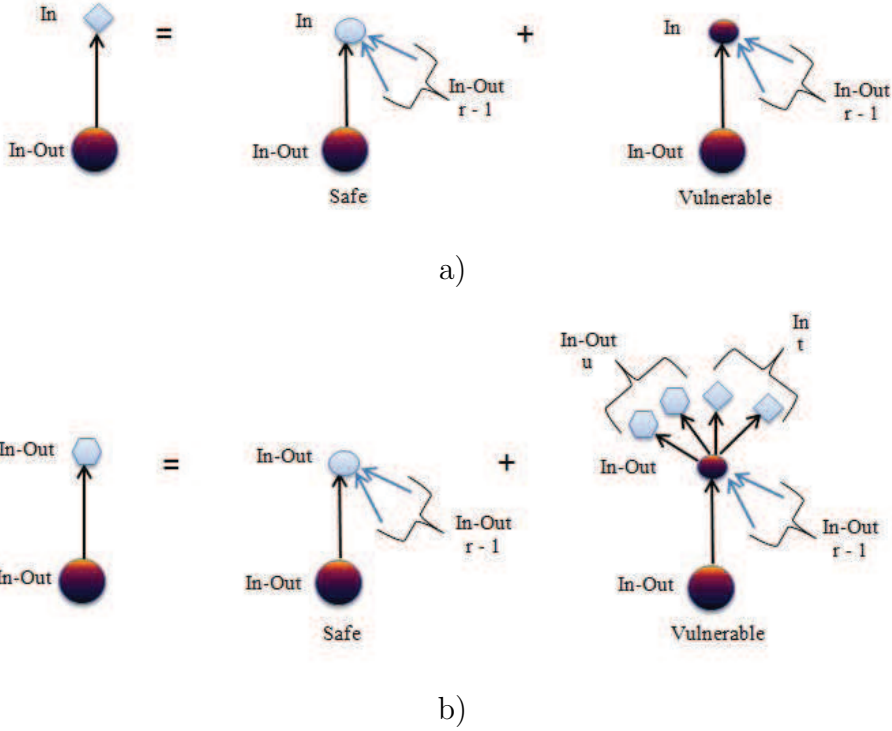 In
=
In
+
In
In-Out
r - 1
In-Out
r - 1
In-Out
In-Out
In-Out
Safe
Vulnerable
a)
In-Out
u
In
t
In-Out
=
In-Out
+
In-Out
In-Out
r - 1
In-Out
r - 1
In-Out
In-Out
In-Out
Safe
Vulnerable
b)